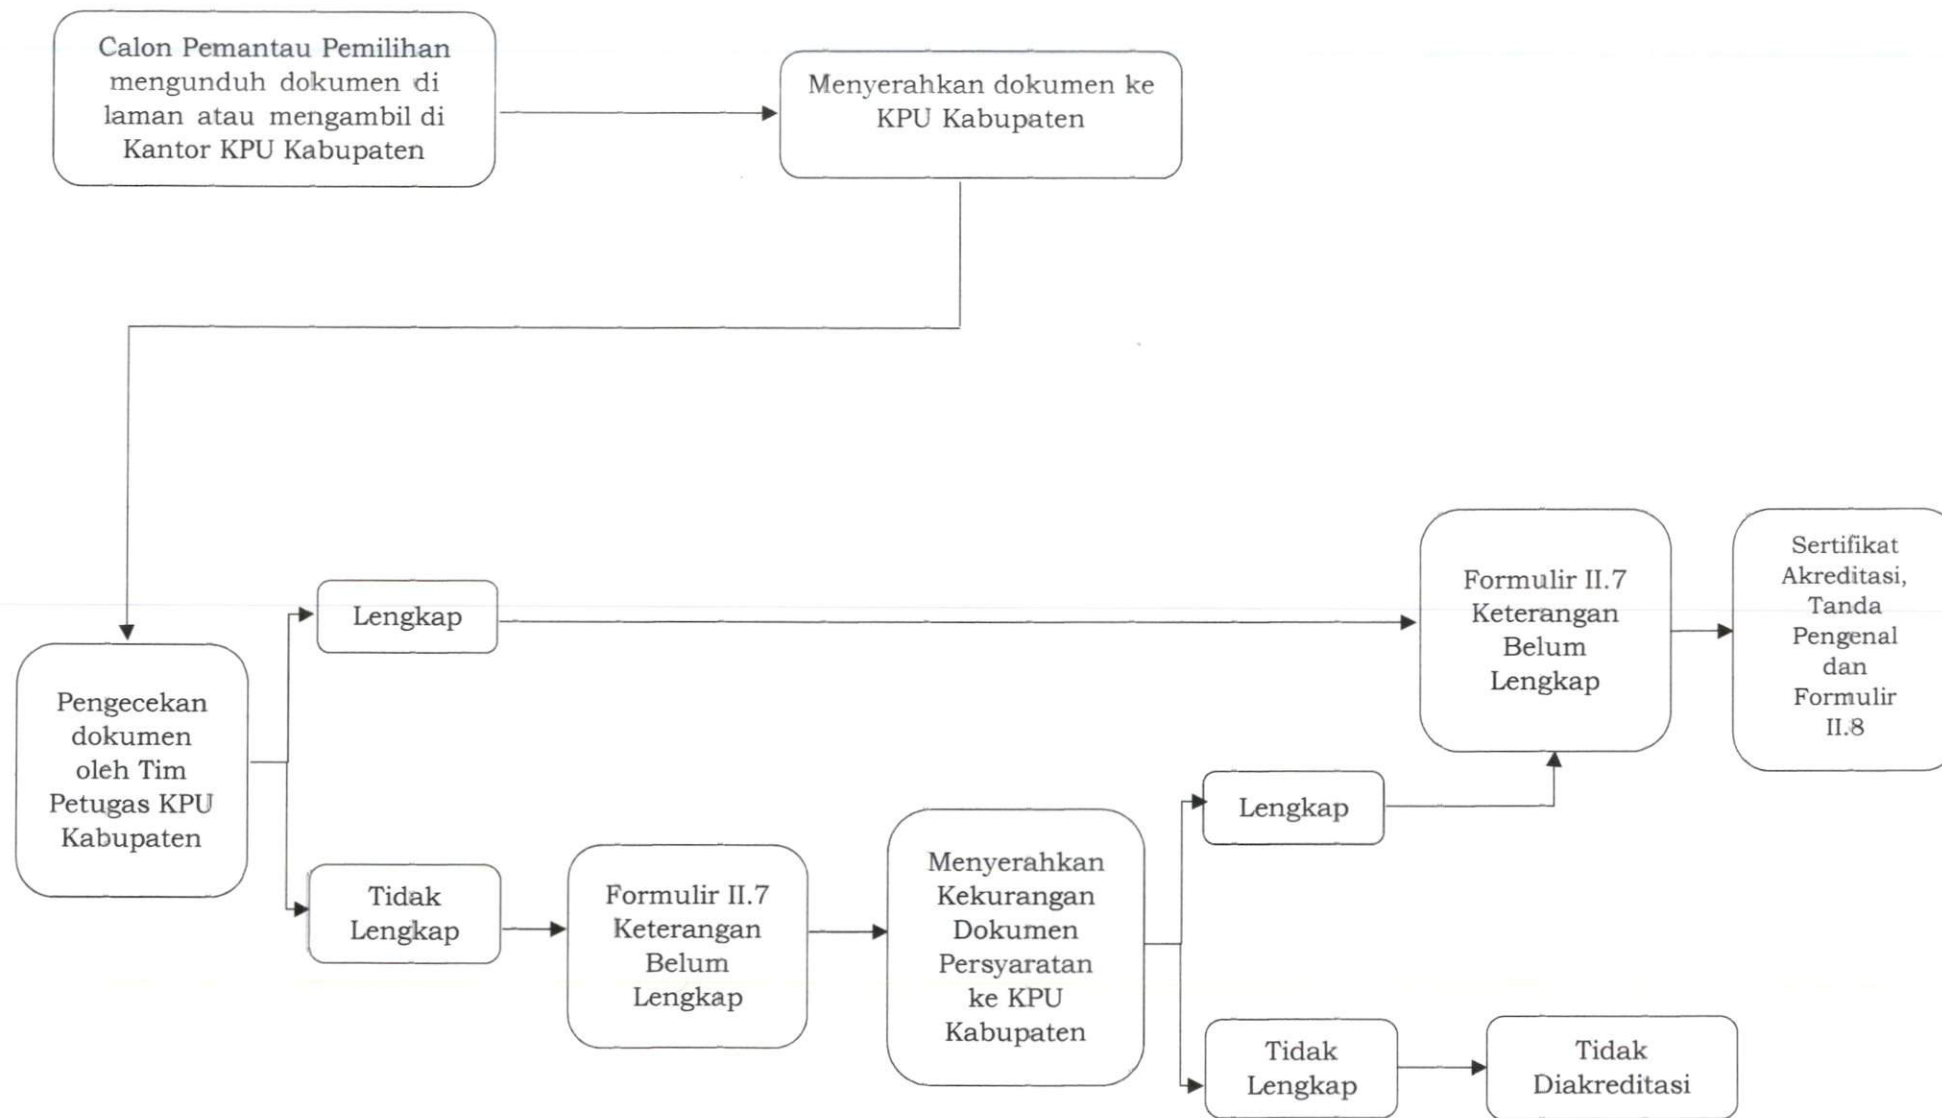 Calon Pemantau Pemilihan
mengunduh dokumen di
laman atau mengambil di
Kantor KPU Kabupaten
Menyerahkan dokumen ke
KPU Kabupaten
Pengecekan
dokumen
oleh Tim
Petugas KPU
Kabupaten
Lengkap
Formulir II.7
Keterangan
Belum
Lengkap
Sertifikat
Akreditasi,
Tanda
Pengenal
dan
Formulir
II.8
Tidak
Lengkap
Formulir II.7
Keterangan
Belum
Lengkap
Menyerahkan
Kekurangan
Dokumen
Persyaratan
ke KPU
Kabupaten
Lengkap
Tidak
Lengkap
Tidak
Diakreditasi